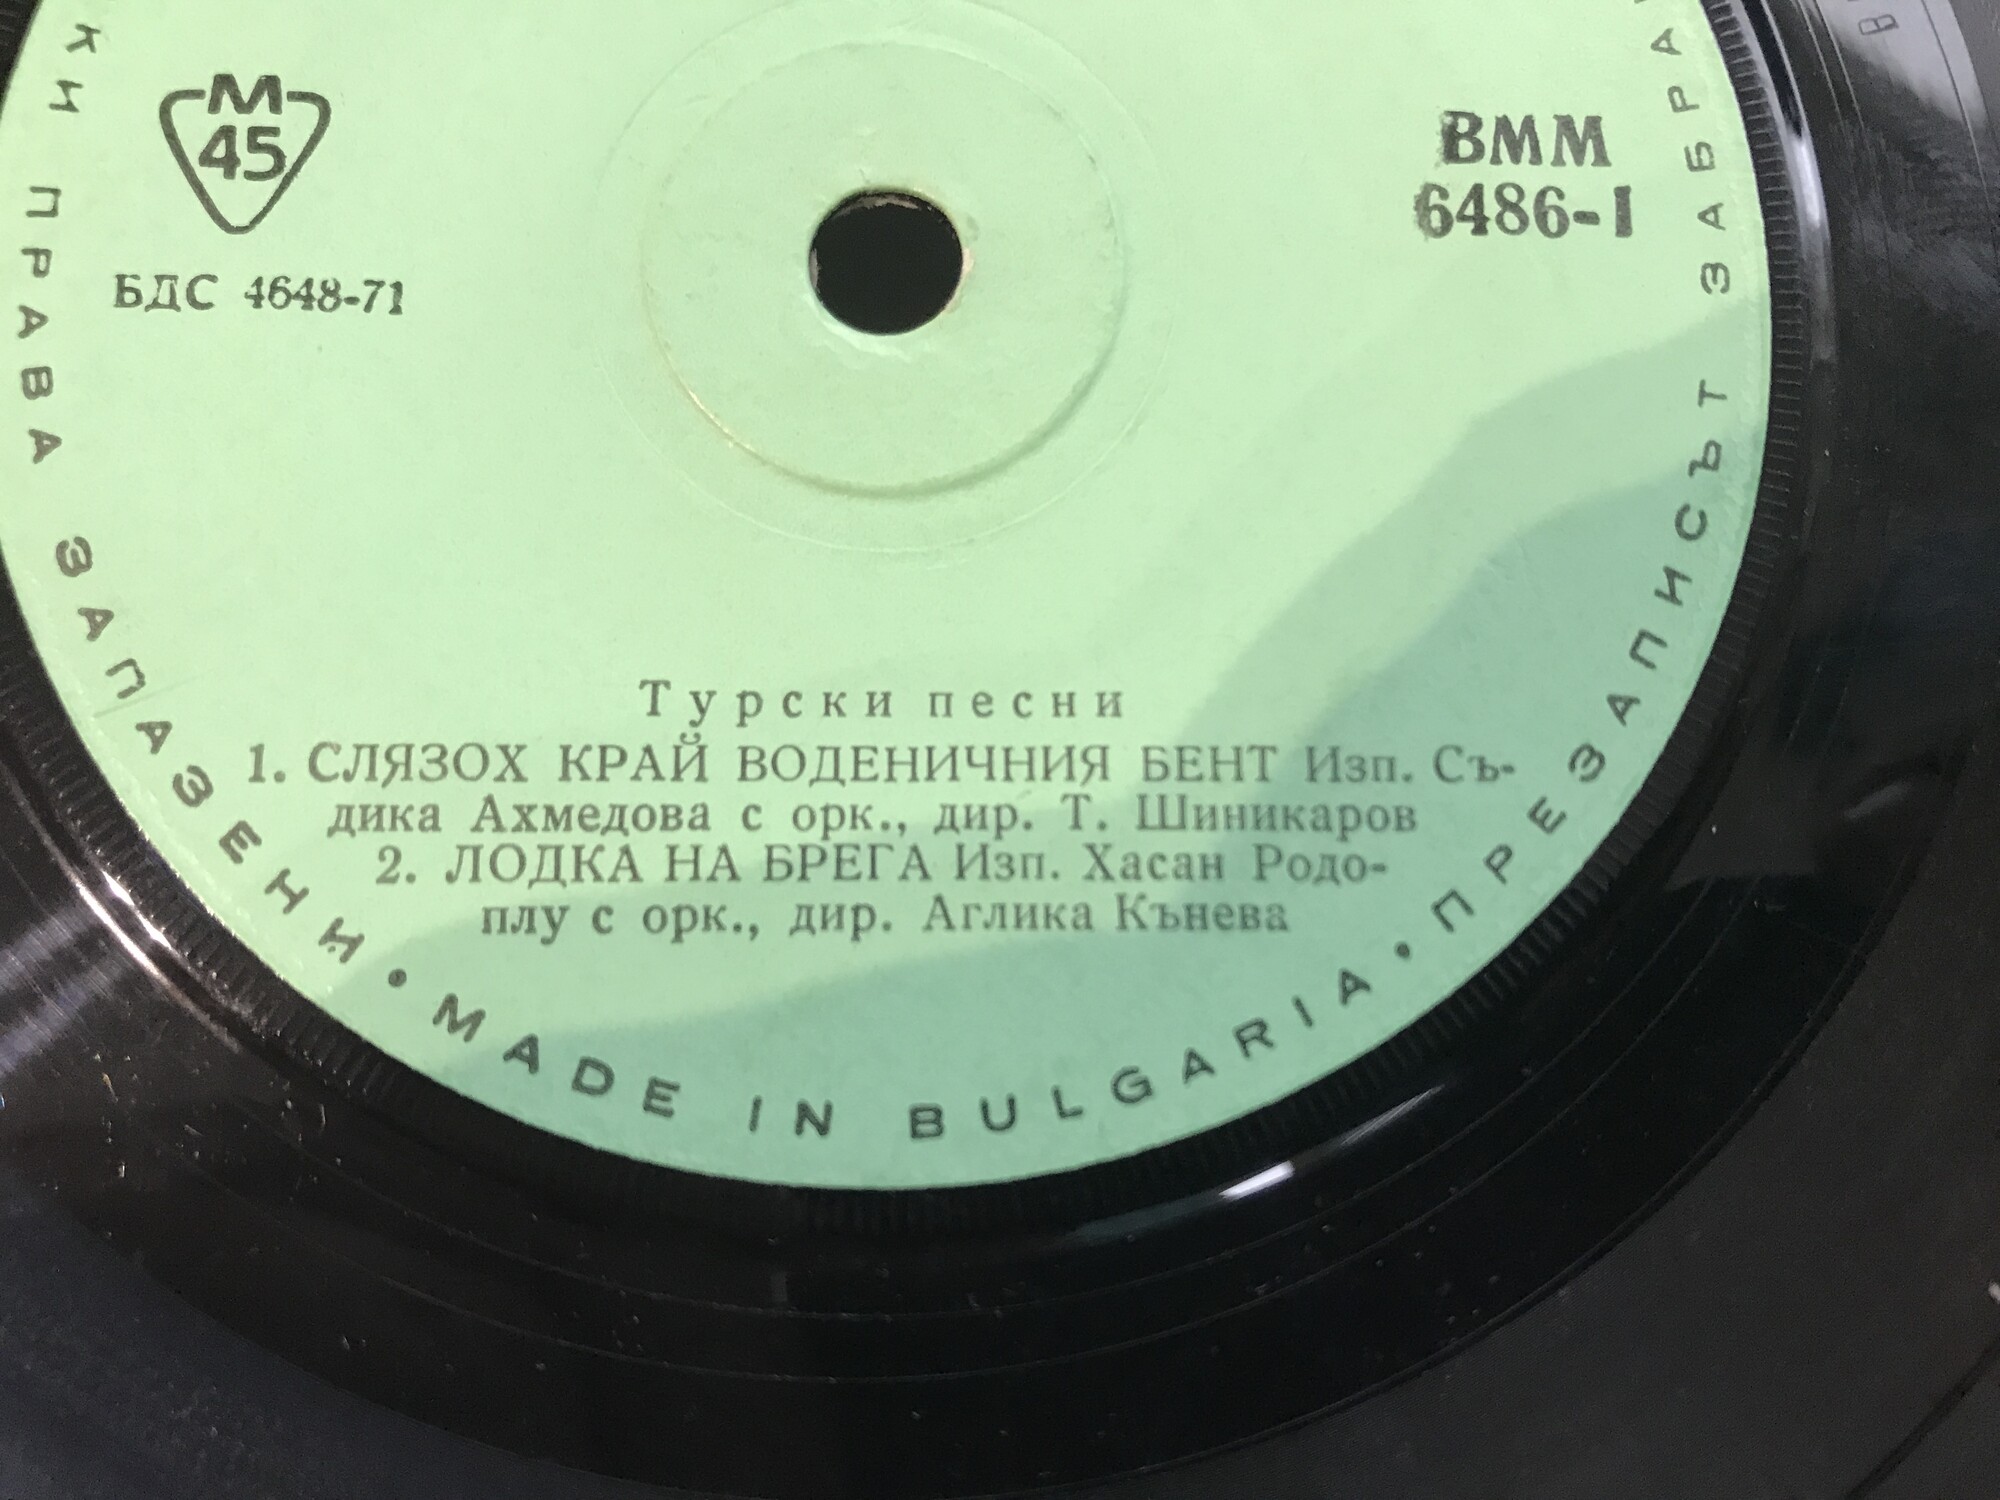 М
45
БДС 4648-71
ВММ
6486-1
Турски песни
1. СЛЯЗОХ КРАЙ ВОДЕНИЧНИЯ БЕНТ Изп. Съ-
дика Ахмедова с орк., дир. Т. Шиникаров
2. ЛОДКА НА БРЕГА Изп. Хасан Родо-
плу с орк., дир. Аглика Кънева
ПРАВА ЗАПАЗЕНИ • MADE IN BULGARIA • ПРЕЗАПИСЪТ